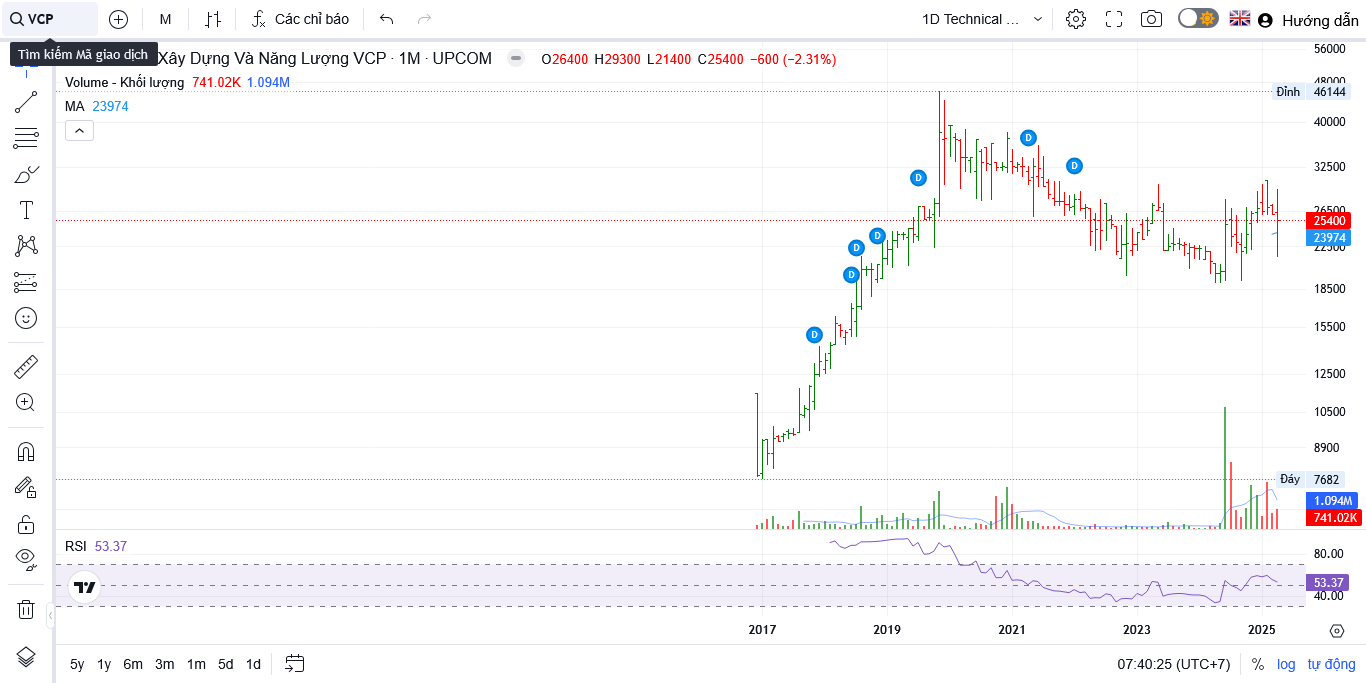 VCP
M
Các chỉ báo
1D Technical ...
Hướng dẫn
Tìm kiếm Mã giao dịch
Xây Dựng Và Năng Lượng VCP · 1M · UPCOM
O26400 H29300 L21400 C25400 −600 (−2.31%)
Volume - Khối lượng 741.02K 1.094M
MA 23974
56000
48000
Đỉnh 46144
40000
32500
26500
25400
23974
22500
18500
15500
12500
10500
8900
Đáy 7682
1.094M
741.02K
D
D
D
D
D
D
D
RSI 53.37
80.00
53.37
40.00
2017 2019 2021 2023 2025
5y 1y 6m 3m 1m 5d 1d
07:40:25 (UTC+7) % log tự động